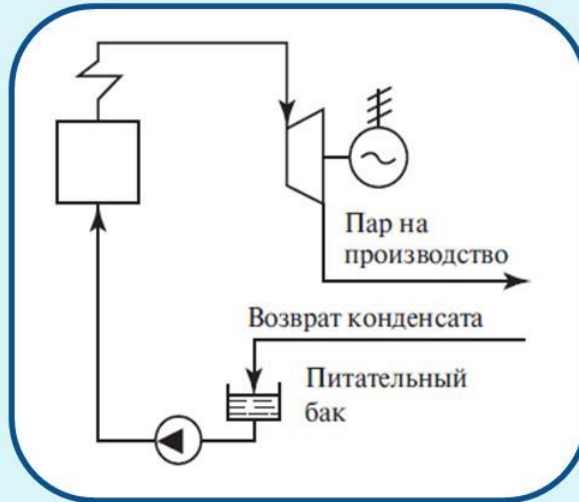 Пар на
производство
Возврат конденсата
Питательный
бак